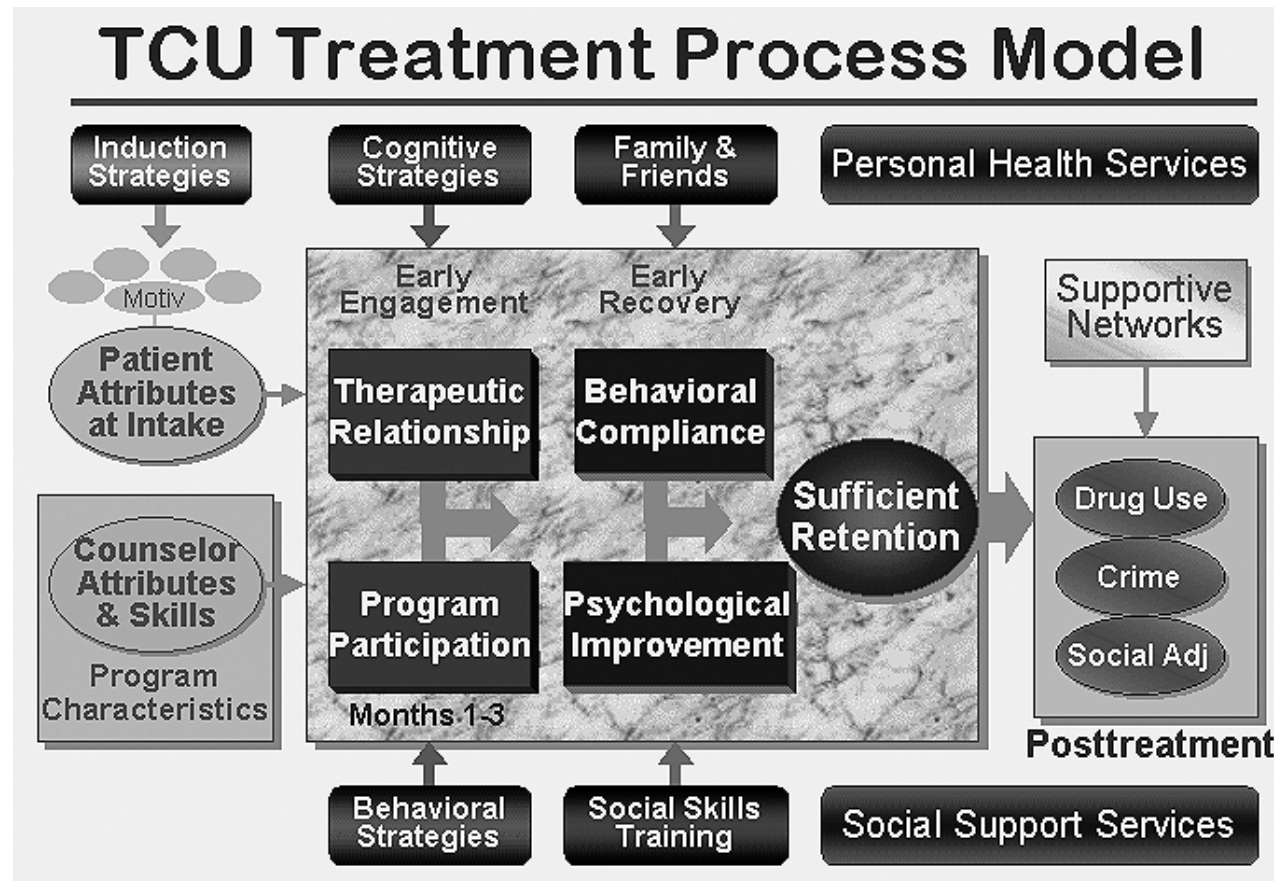 TCU Treatment Process Model
Induction
Strategies
Cognitive
Strategies
Family &
Friends
Personal Health Services
Motiv
Patient
Attributes
at Intake
Counselor
Attributes
& Skills
Program
Characteristics
Early
Engagement
Early
Recovery
Therapeutic
Relationship
Behavioral
Compliance
Program
Participation
Psychological
Improvement
Months 1-3
Sufficient
Retention
Supportive
Networks
Drug Use
Crime
Social Adj
Posttreatment
Behavioral
Strategies
Social Skills
Training
Social Support Services